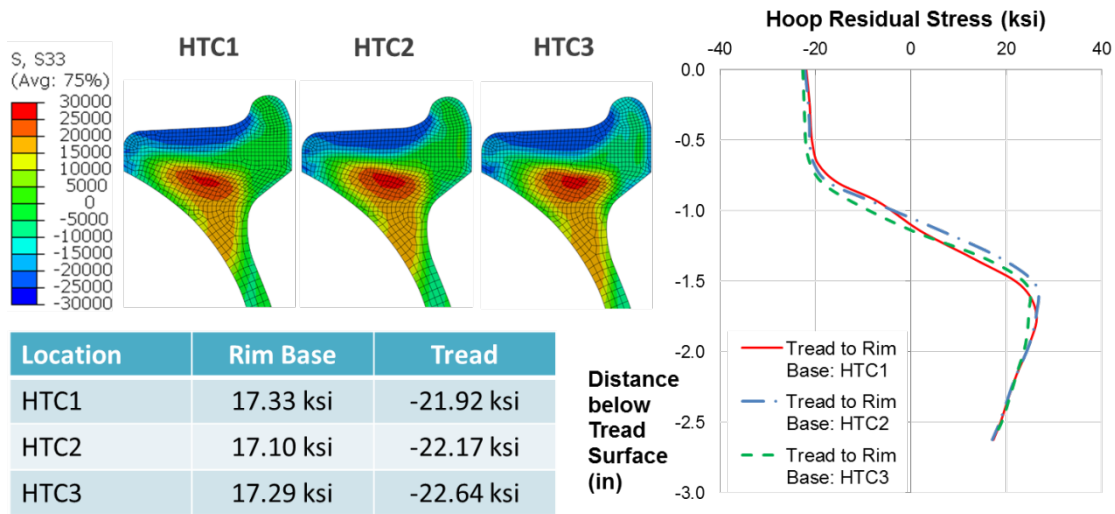 S, S33
(Avg: 75%)
30000
25000
20000
15000
10000
5000
0
-5000
-10000
-15000
-20000
-25000
-30000
HTC1
HTC2
HTC3
Location Rim Base Tread
HTC1 17.33 ksi -21.92 ksi
HTC2 17.10 ksi -22.17 ksi
HTC3 17.29 ksi -22.64 ksi
Hoop Residual Stress (ksi)
-40 -20 0 20 40
0.0
-0.5
-1.0
-1.5
-2.0
-2.5
-3.0
Distance
below
Tread
Surface
(in)
Tread to Rim
Base: HTC1
Tread to Rim
Base: HTC2
Tread to Rim
Base: HTC3